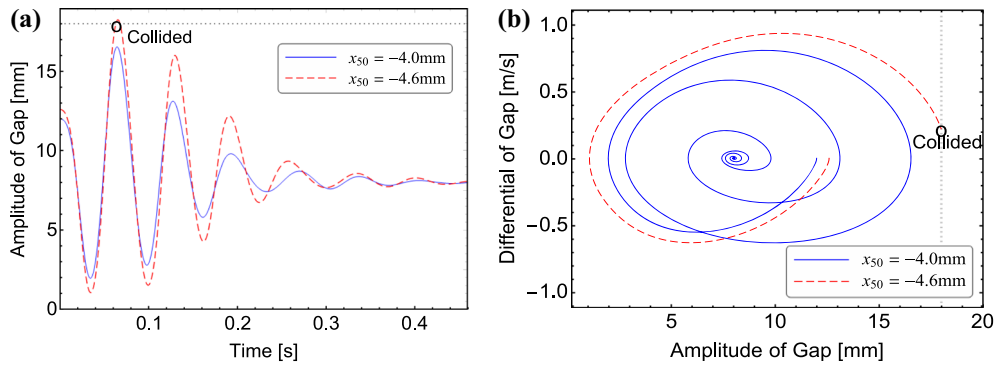 (a)
Amplitude of Gap [mm]
15
10
5
0
Collided
x₅₀ = −4.0mm
x₅₀ = −4.6mm
0.1
0.2
0.3
0.4
Time [s]
(b)
Differential of Gap [m/s]
1.0
0.5
0.0
−0.5
−1.0
Collided
x₅₀ = −4.0mm
x₅₀ = −4.6mm
5
10
15
20
Amplitude of Gap [mm]